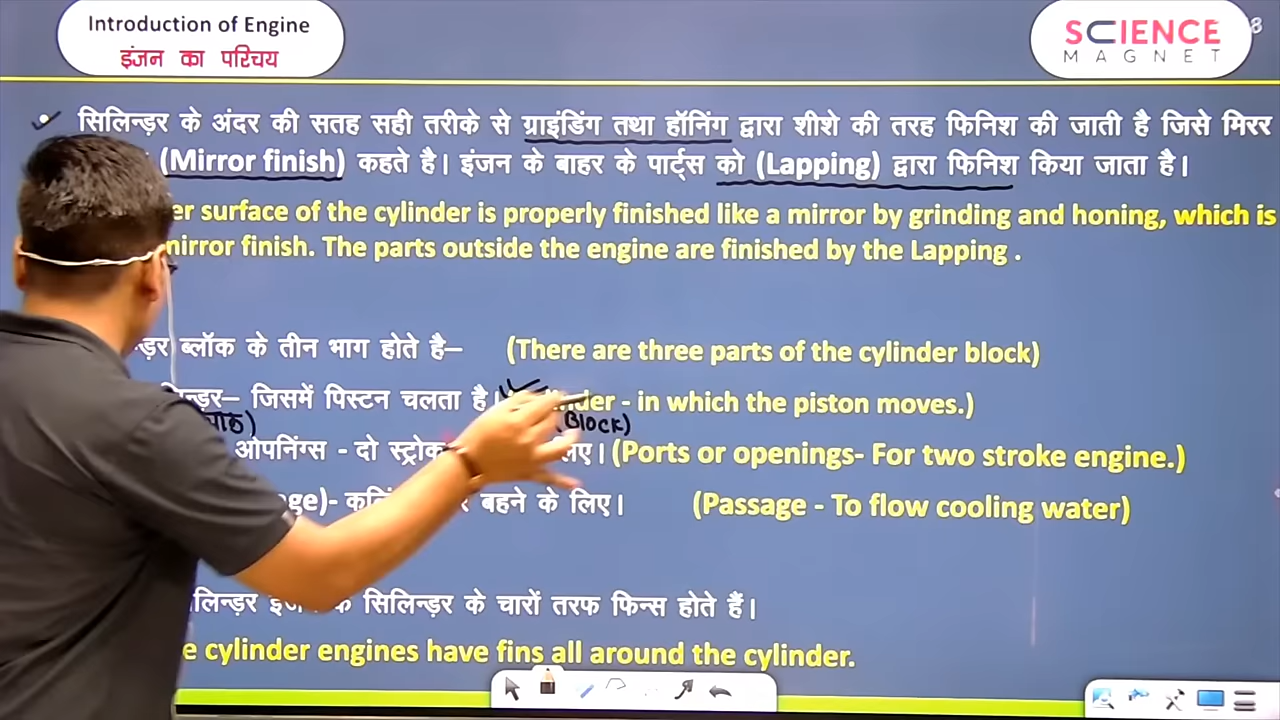 Introduction of Engine
इंजन का परिचय
SCIENCE
MAGNET
8
सिलिन्ड़र के अंदर की सतह सही तरीके से ग्राइंडिंग तथा हॉनिंग द्वारा शीशे की तरह फिनिश की जाती है जिसे मिरर
(Mirror finish) कहते है। इंजन के बाहर के पार्ट्स को (Lapping) द्वारा फिनिश किया जाता है।
surface of the cylinder is properly finished like a mirror by grinding and honing, which is
mirror finish. The parts outside the engine are finished by the Lapping .
ब्लॉक के तीन भाग होते है– (There are three parts of the cylinder block)
जिसमें पिस्टन चलता है। - in which the piston moves.)
(Block)
ओपनिंग्स - दो स्ट्रोक (Ports or openings- For two stroke engine.)
बहने के लिए। (Passage - To flow cooling water)
सिलिन्ड़र के चारों तरफ फिन्स होते हैं।
cylinder engines have fins all around the cylinder.